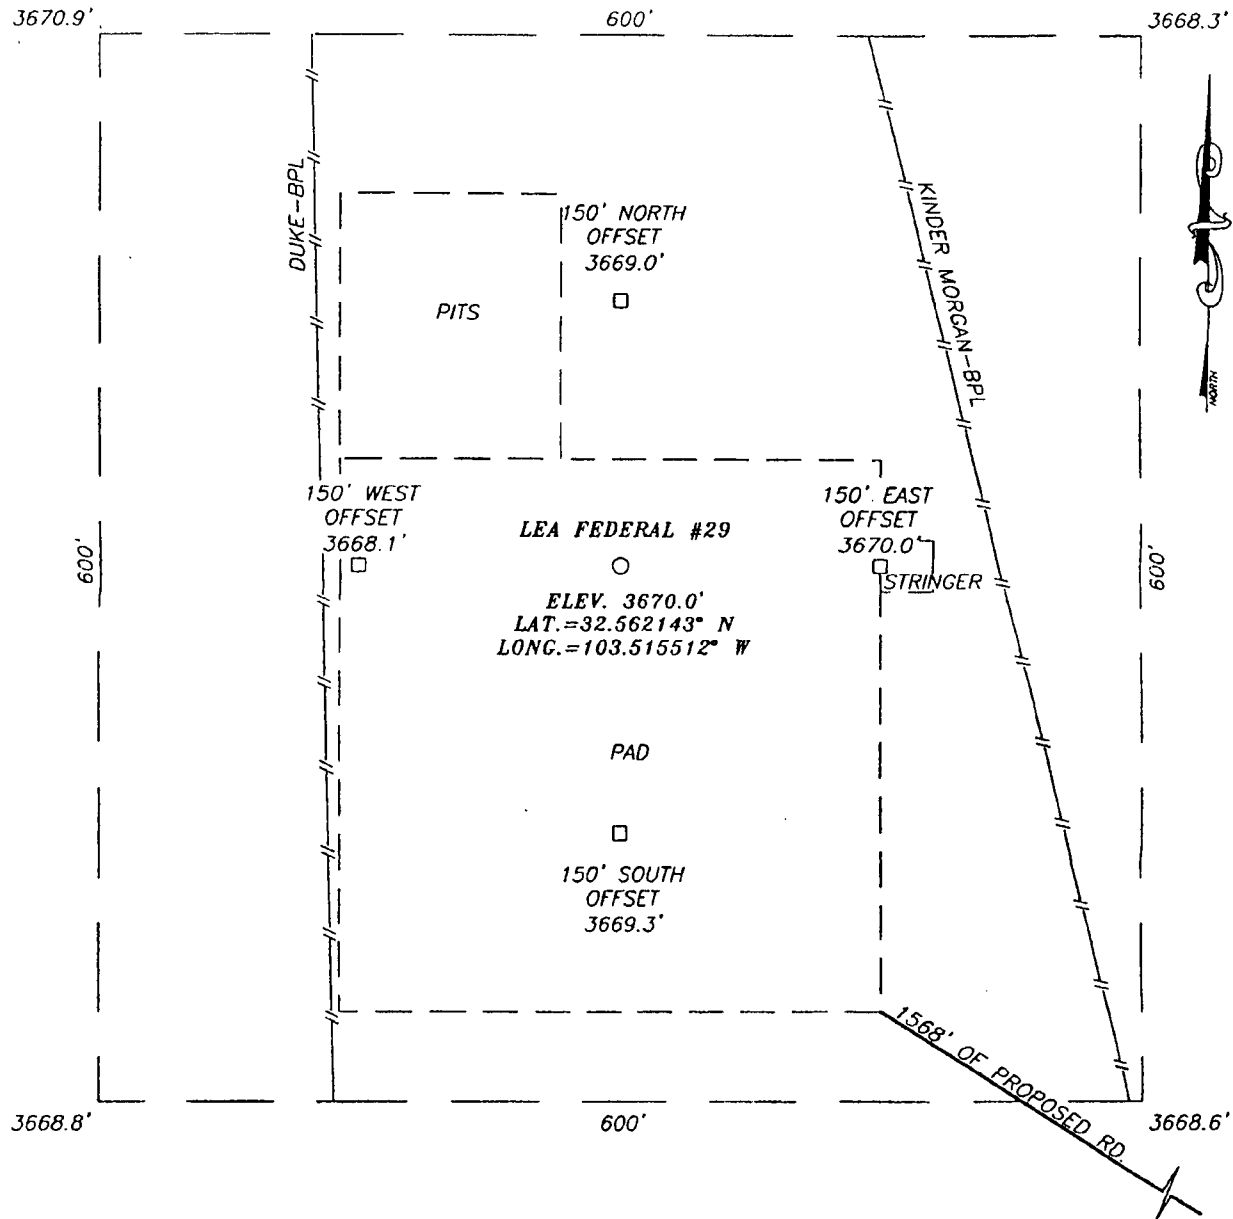 3670.9'
600'
3668.3'
DUKE-BPL
KINDER MORGAN-BPL
NORTH
150' NORTH
OFFSET
3669.0'
PITS
150' WEST
OFFSET
3668.1'
LEA FEDERAL #29
150' EAST
OFFSET
3670.0'
STRINGER
600'
600'
ELEV. 3670.0'
LAT.=32.562143° N
LONG.=103.515512° W
PAD
150' SOUTH
OFFSET
3669.3'
1568' OF PROPOSED RD.
3668.8'
600'
3668.6'